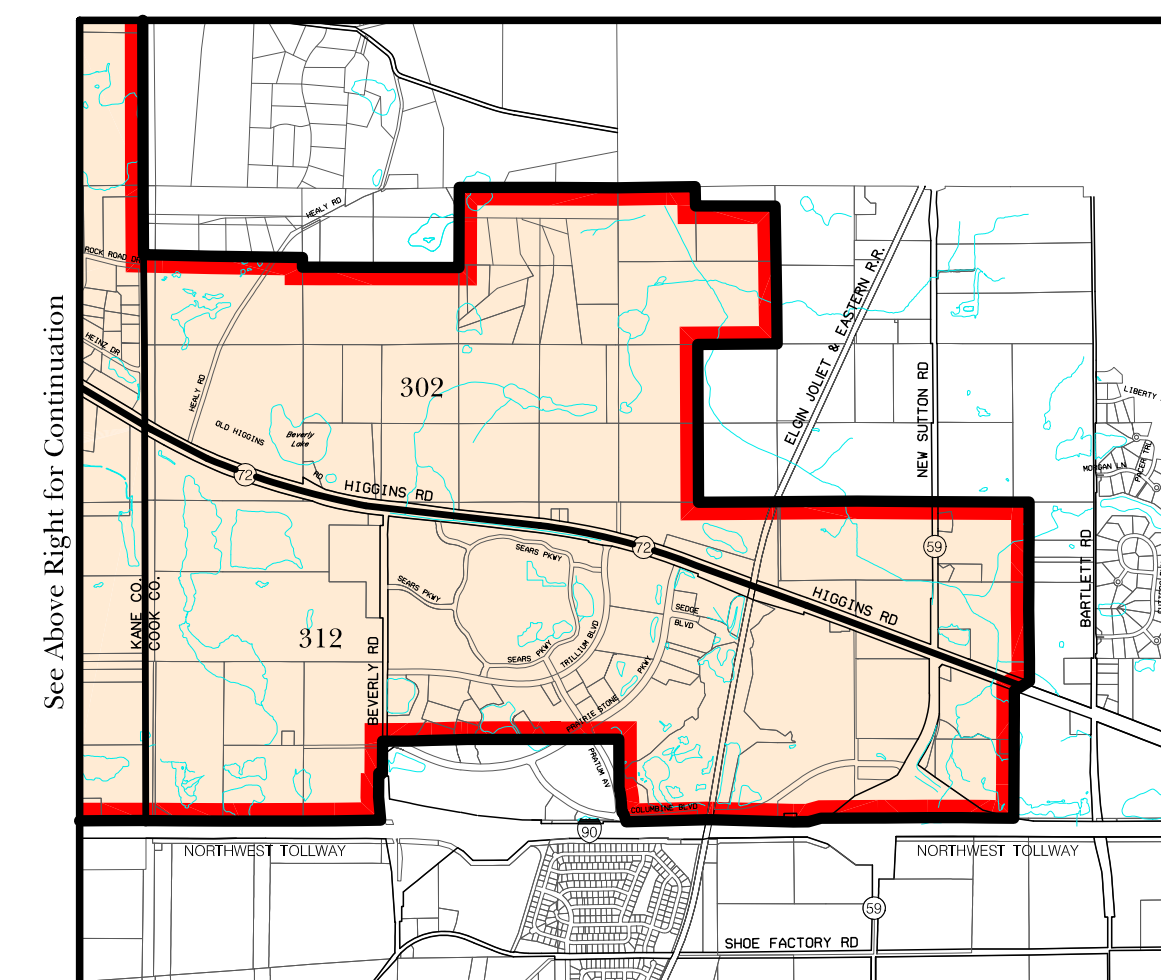 See Above Right for Continuation
HEALY RD
ROCK ROAD
HEINZ DR
HEALY RD
OLD HIGGINS
RD
Beverly
Lake
302
72
HIGGINS RD
ELGIN JOLIET & EASTERN R.R.
NEW SUTTON RD
LIBERTY
MORGAN LN
PACER TRL
BARTLETT RD
SEARS PKWY
72
59
SEARS PKWY
HIGGINS RD
SEDGE
BLVD
KANE CO.
COOK CO.
312
BEVERLY RD
SEARS PKWY
TRILLIUM BLVD
PKWY
PRAIRIE STONE
PRATUM AV
COLUMBINE BLVD
90
NORTHWEST TOLLWAY
NORTHWEST TOLLWAY
59
SHOE FACTORY RD